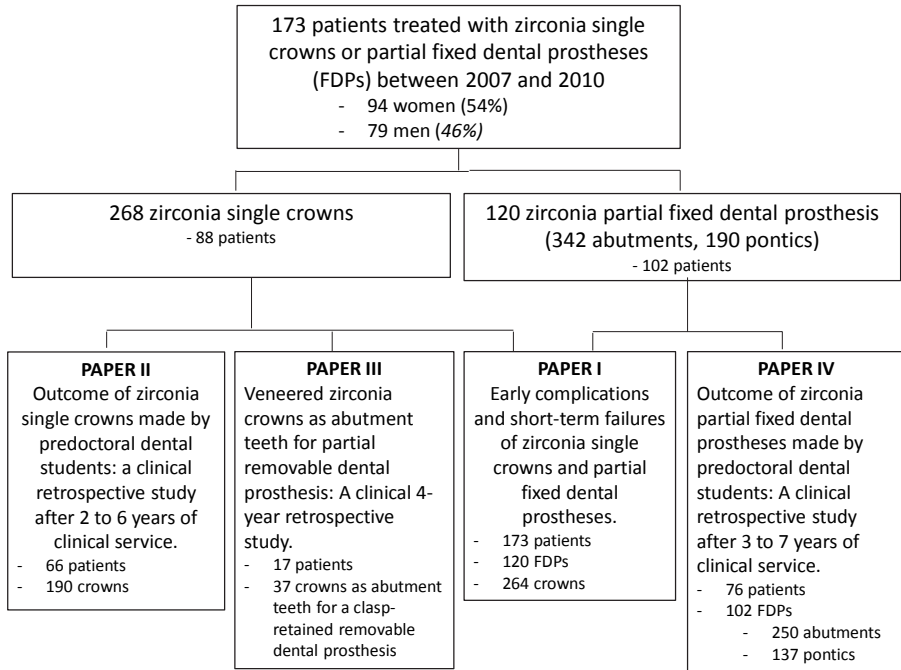 173 patients treated with zirconia single
crowns or partial fixed dental prostheses
(FDPs) between 2007 and 2010
- 94 women (54%)
- 79 men (46%)
268 zirconia single crowns
- 88 patients
120 zirconia partial fixed dental prosthesis
(342 abutments, 190 pontics)
- 102 patients
PAPER II
Outcome of zirconia
single crowns made by
predoctoral dental
students: a clinical
retrospective study
after 2 to 6 years of
clinical service.
- 66 patients
- 190 crowns
PAPER III
Veneered zirconia
crowns as abutment
teeth for partial
removable dental
prosthesis: A clinical 4-
year retrospective
study.
- 17 patients
- 37 crowns as abutment
teeth for a clasp-
retained removable
dental prosthesis
PAPER I
Early complications
and short-term failures
of zirconia single
crowns and partial
fixed dental
prostheses.
- 173 patients
- 120 FDPs
- 264 crowns
PAPER IV
Outcome of zirconia
partial fixed dental
prostheses made by
predoctoral dental
students: A clinical
retrospective study
after 3 to 7 years of
clinical service.
- 76 patients
- 102 FDPs
- 250 abutments
- 137 pontics